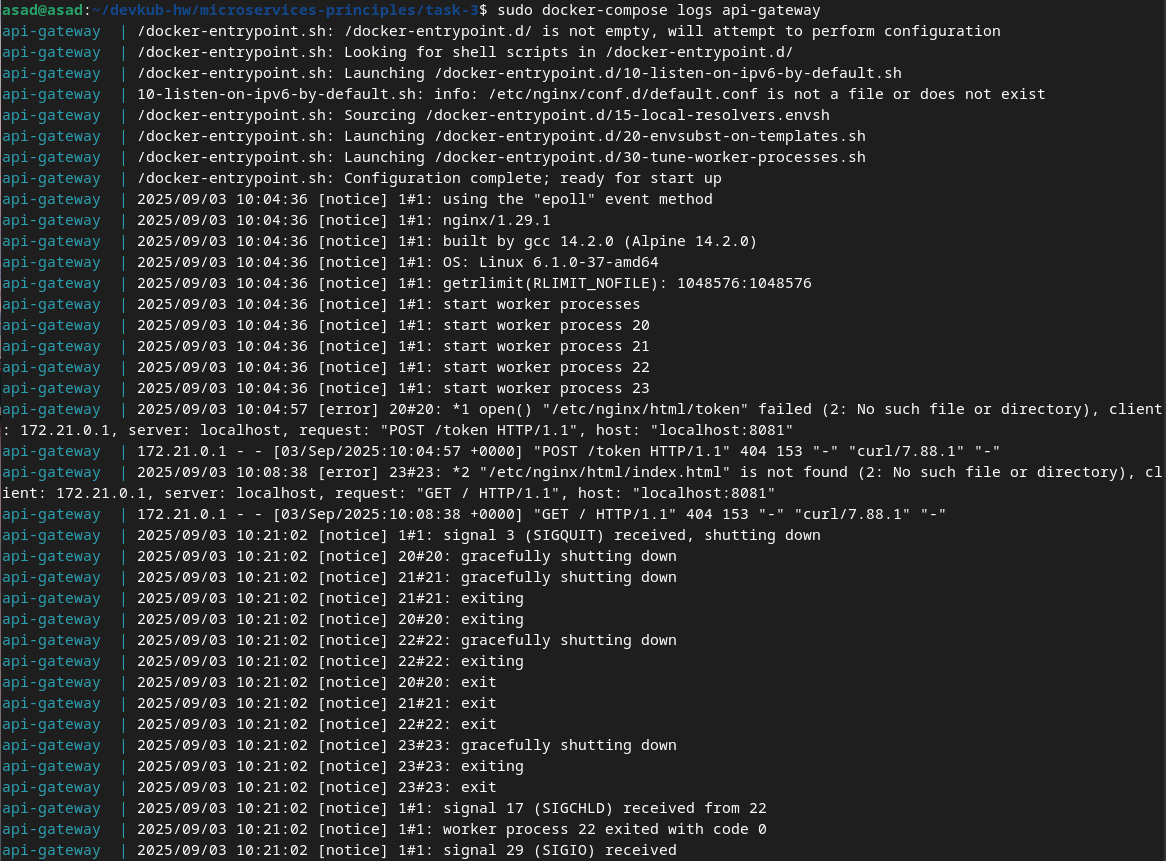 asad@asad:~/devkub-hw/microservices-principles/task-3$ sudo docker-compose logs api-gateway
api-gateway  | /docker-entrypoint.sh: /docker-entrypoint.d/ is not empty, will attempt to perform configuration
api-gateway  | /docker-entrypoint.sh: Looking for shell scripts in /docker-entrypoint.d/
api-gateway  | /docker-entrypoint.sh: Launching /docker-entrypoint.d/10-listen-on-ipv6-by-default.sh
api-gateway  | 10-listen-on-ipv6-by-default.sh: info: /etc/nginx/conf.d/default.conf is not a file or does not exist
api-gateway  | /docker-entrypoint.sh: Sourcing /docker-entrypoint.d/15-local-resolvers.envsh
api-gateway  | /docker-entrypoint.sh: Launching /docker-entrypoint.d/20-envsubst-on-templates.sh
api-gateway  | /docker-entrypoint.sh: Launching /docker-entrypoint.d/30-tune-worker-processes.sh
api-gateway  | /docker-entrypoint.sh: Configuration complete; ready for start up
api-gateway  | 2025/09/03 10:04:36 [notice] 1#1: using the "epoll" event method
api-gateway  | 2025/09/03 10:04:36 [notice] 1#1: nginx/1.29.1
api-gateway  | 2025/09/03 10:04:36 [notice] 1#1: built by gcc 14.2.0 (Alpine 14.2.0)
api-gateway  | 2025/09/03 10:04:36 [notice] 1#1: OS: Linux 6.1.0-37-amd64
api-gateway  | 2025/09/03 10:04:36 [notice] 1#1: getrlimit(RLIMIT_NOFILE): 1048576:1048576
api-gateway  | 2025/09/03 10:04:36 [notice] 1#1: start worker processes
api-gateway  | 2025/09/03 10:04:36 [notice] 1#1: start worker process 20
api-gateway  | 2025/09/03 10:04:36 [notice] 1#1: start worker process 21
api-gateway  | 2025/09/03 10:04:36 [notice] 1#1: start worker process 22
api-gateway  | 2025/09/03 10:04:36 [notice] 1#1: start worker process 23
api-gateway  | 2025/09/03 10:04:57 [error] 20#20: *1 open() "/etc/nginx/html/token" failed (2: No such file or directory), client
: 172.21.0.1, server: localhost, request: "POST /token HTTP/1.1", host: "localhost:8081"
api-gateway  | 172.21.0.1 - - [03/Sep/2025:10:04:57 +0000] "POST /token HTTP/1.1" 404 153 "-" "curl/7.88.1" "-"
api-gateway  | 2025/09/03 10:08:38 [error] 23#23: *2 "/etc/nginx/html/index.html" is not found (2: No such file or directory), cl
ient: 172.21.0.1, server: localhost, request: "GET / HTTP/1.1", host: "localhost:8081"
api-gateway  | 172.21.0.1 - - [03/Sep/2025:10:08:38 +0000] "GET / HTTP/1.1" 404 153 "-" "curl/7.88.1" "-"
api-gateway  | 2025/09/03 10:21:02 [notice] 1#1: signal 3 (SIGQUIT) received, shutting down
api-gateway  | 2025/09/03 10:21:02 [notice] 20#20: gracefully shutting down
api-gateway  | 2025/09/03 10:21:02 [notice] 21#21: gracefully shutting down
api-gateway  | 2025/09/03 10:21:02 [notice] 21#21: exiting
api-gateway  | 2025/09/03 10:21:02 [notice] 20#20: exiting
api-gateway  | 2025/09/03 10:21:02 [notice] 22#22: gracefully shutting down
api-gateway  | 2025/09/03 10:21:02 [notice] 22#22: exiting
api-gateway  | 2025/09/03 10:21:02 [notice] 20#20: exit
api-gateway  | 2025/09/03 10:21:02 [notice] 21#21: exit
api-gateway  | 2025/09/03 10:21:02 [notice] 22#22: exit
api-gateway  | 2025/09/03 10:21:02 [notice] 23#23: gracefully shutting down
api-gateway  | 2025/09/03 10:21:02 [notice] 23#23: exiting
api-gateway  | 2025/09/03 10:21:02 [notice] 23#23: exit
api-gateway  | 2025/09/03 10:21:02 [notice] 1#1: signal 17 (SIGCHLD) received from 22
api-gateway  | 2025/09/03 10:21:02 [notice] 1#1: worker process 22 exited with code 0
api-gateway  | 2025/09/03 10:21:02 [notice] 1#1: signal 29 (SIGIO) received